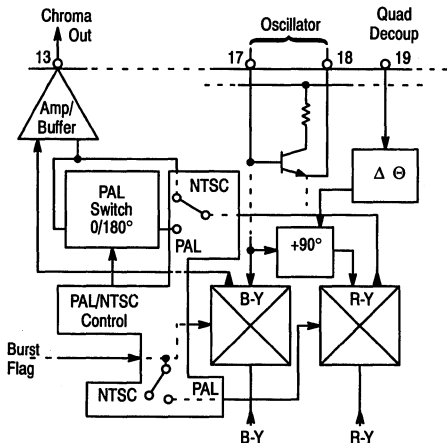 Chroma
Out
13
Oscillator
17
18
Quad
Decoup
19
Amp/
Buffer
Δ Θ
NTSC
PAL
Switch
0/180°
PAL
+90°
PAL/NTSC
Control
B-Y
R-Y
Burst
Flag
NTSC
PAL
B-Y
R-Y